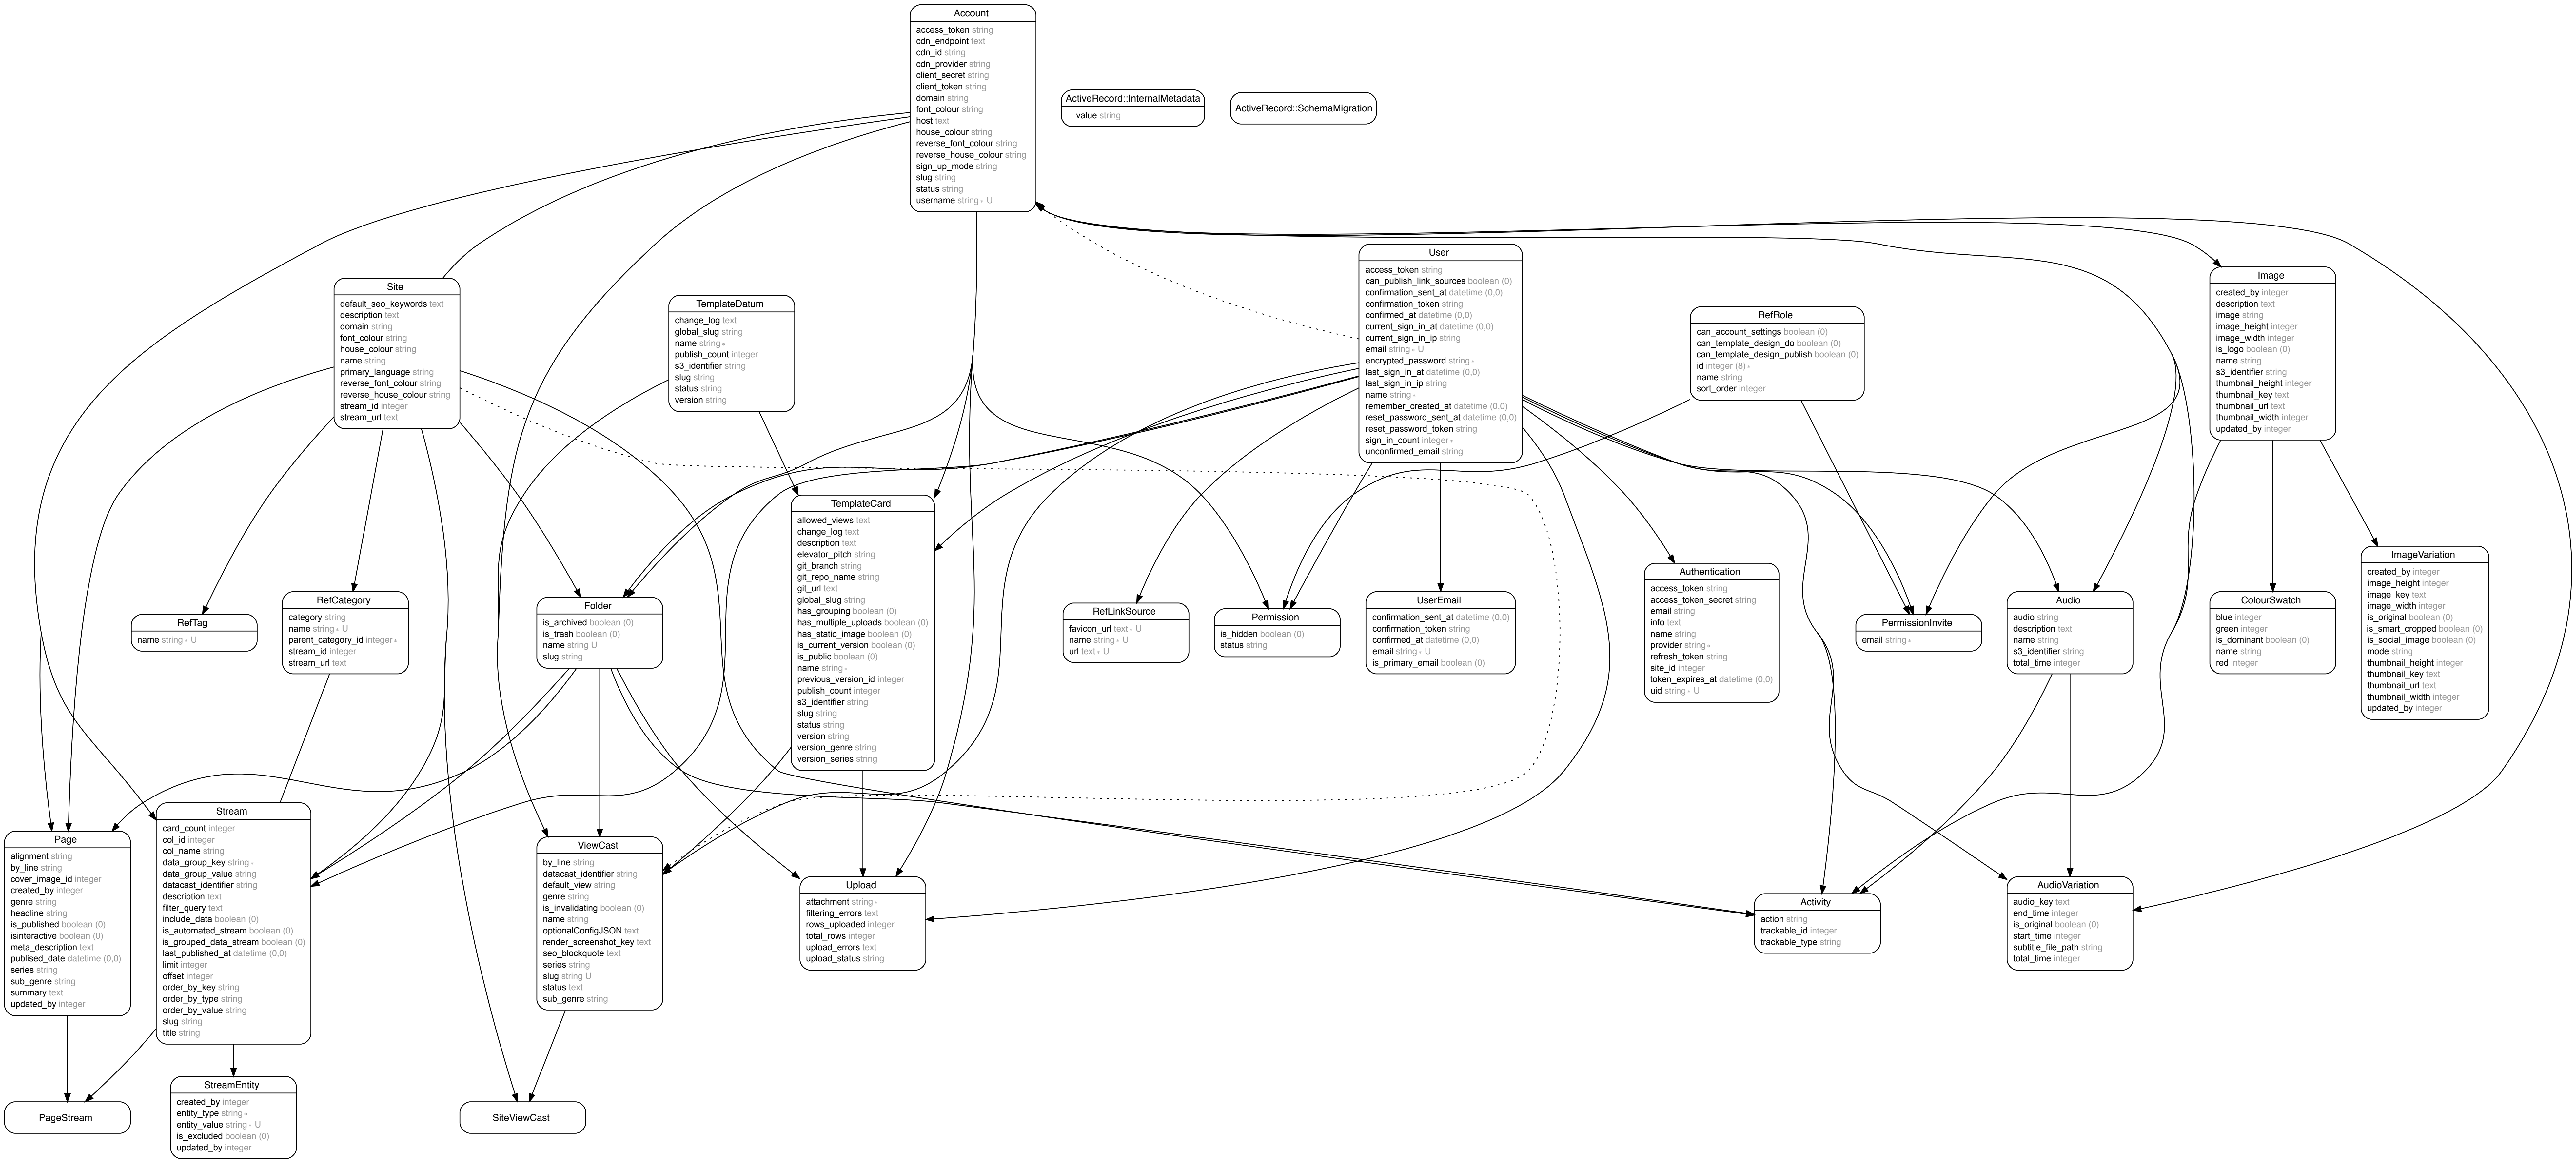 Account
access_token string
cdn_endpoint text
cdn_id string
cdn_provider string
client_secret string
client_token string
domain string
font_colour string
host text
house_colour string
reverse_font_colour string
reverse_house_colour string
sign_up_mode string
slug string
status string
username string∗ U
ActiveRecord::InternalMetadata
value string
ActiveRecord::SchemaMigration
User
access_token string
can_publish_link_sources boolean (0)
confirmation_sent_at datetime (0,0)
confirmation_token string
confirmed_at datetime (0,0)
current_sign_in_at datetime (0,0)
current_sign_in_ip string
email string∗ U
encrypted_password string∗
last_sign_in_at datetime (0,0)
last_sign_in_ip string
name string∗
remember_created_at datetime (0,0)
reset_password_sent_at datetime (0,0)
reset_password_token string
sign_in_count integer∗
unconfirmed_email string
Image
created_by integer
description text
image string
image_height integer
image_width integer
is_logo boolean (0)
name string
s3_identifier string
thumbnail_height integer
thumbnail_key text
thumbnail_url text
thumbnail_width integer
updated_by integer
Site
default_seo_keywords text
description text
domain string
font_colour string
house_colour string
name string
primary_language string
reverse_font_colour string
reverse_house_colour string
stream_id integer
stream_url text
TemplateDatum
change_log text
global_slug string
name string∗
publish_count integer
s3_identifier string
slug string
status string
version string
RefRole
can_account_settings boolean (0)
can_template_design_do boolean (0)
can_template_design_publish boolean (0)
id integer (8)∗
name string
sort_order integer
TemplateCard
allowed_views text
change_log text
description text
elevator_pitch string
git_branch string
git_repo_name string
git_url text
global_slug string
has_grouping boolean (0)
has_multiple_uploads boolean (0)
has_static_image boolean (0)
is_current_version boolean (0)
is_public boolean (0)
name string∗
previous_version_id integer
publish_count integer
s3_identifier string
slug string
status string
version string
version_genre string
version_series string
ImageVariation
created_by integer
image_height integer
image_key text
image_width integer
is_original boolean (0)
is_smart_cropped boolean (0)
is_social_image boolean (0)
mode string
thumbnail_height integer
thumbnail_key text
thumbnail_url text
thumbnail_width integer
updated_by integer
Authentication
access_token string
access_token_secret string
email string
info text
name string
provider string∗
refresh_token string
site_id integer
token_expires_at datetime (0,0)
uid string∗ U
RefTag
name string∗ U
RefCategory
category string
name string∗ U
parent_category_id integer∗
stream_id integer
stream_url text
Folder
is_archived boolean (0)
is_trash boolean (0)
name string U
slug string
RefLinkSource
favicon_url text∗ U
name string∗ U
url text∗ U
Permission
is_hidden boolean (0)
status string
UserEmail
confirmation_sent_at datetime (0,0)
confirmation_token string
confirmed_at datetime (0,0)
email string∗ U
is_primary_email boolean (0)
PermissionInvite
email string∗
Audio
audio string
description text
name string
s3_identifier string
total_time integer
ColourSwatch
blue integer
green integer
is_dominant boolean (0)
name string
red integer
Page
alignment string
by_line string
cover_image_id integer
created_by integer
genre string
headline string
is_published boolean (0)
isinteractive boolean (0)
meta_description text
publised_date datetime (0,0)
series string
sub_genre string
summary text
updated_by integer
Stream
card_count integer
col_id integer
col_name string
data_group_key string∗
data_group_value string
datacast_identifier string
description text
filter_query text
include_data boolean (0)
is_automated_stream boolean (0)
is_grouped_data_stream boolean (0)
last_published_at datetime (0,0)
limit integer
offset integer
order_by_key string
order_by_type string
order_by_value string
slug string
title string
ViewCast
by_line string
datacast_identifier string
default_view string
genre string
is_invalidating boolean (0)
name string
optionalConfigJSON text
render_screenshot_key text
seo_blockquote text
series string
slug string U
status text
sub_genre string
Upload
attachment string∗
filtering_errors text
rows_uploaded integer
total_rows integer
upload_errors text
upload_status string
Activity
action string
trackable_id integer
trackable_type string
AudioVariation
audio_key text
end_time integer
is_original boolean (0)
start_time integer
subtitle_file_path string
total_time integer
PageStream
StreamEntity
created_by integer
entity_type string∗
entity_value string∗ U
is_excluded boolean (0)
updated_by integer
SiteViewCast